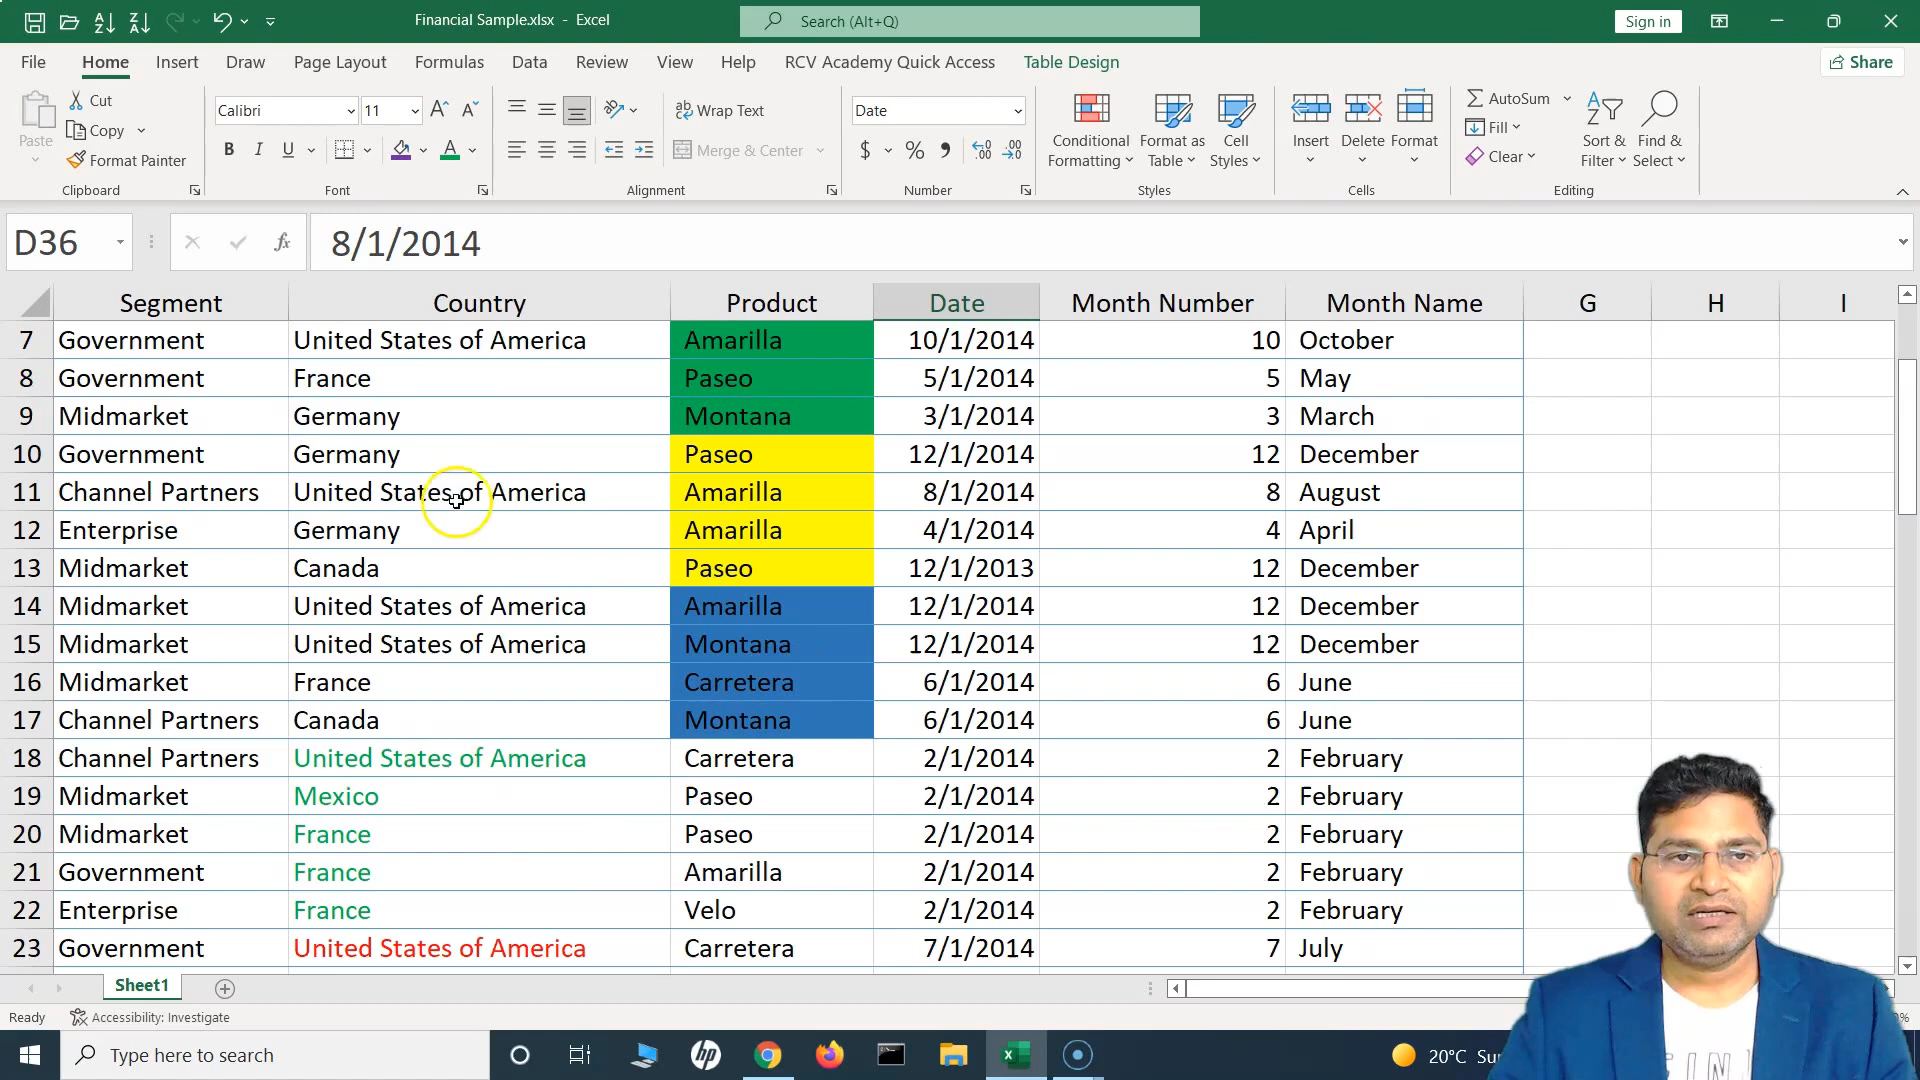 Financial Sample.xlsx - Excel
Search (Alt+Q)
Sign in
File Home Insert Draw Page Layout Formulas Data Review View Help RCV Academy Quick Access Table Design Share
Paste
Cut
Copy
Format Painter
Clipboard
Calibri 11
B I U
Font
Wrap Text
Merge & Center
Alignment
Date
$ % 9
Number
Conditional Formatting
Format as Table
Cell Styles
Styles
Insert Delete Format
Cells
AutoSum
Fill
Clear
Sort & Filter
Find & Select
Editing
D36 fx 8/1/2014
Segment Country Product Date Month Number Month Name G H I
7 Government United States of America Amarilla 10/1/2014 10 October
8 Government France Paseo 5/1/2014 5 May
9 Midmarket Germany Montana 3/1/2014 3 March
10 Government Germany Paseo 12/1/2014 12 December
11 Channel Partners United States of America Amarilla 8/1/2014 8 August
12 Enterprise Germany Amarilla 4/1/2014 4 April
13 Midmarket Canada Paseo 12/1/2013 12 December
14 Midmarket United States of America Amarilla 12/1/2014 12 December
15 Midmarket United States of America Montana 12/1/2014 12 December
16 Midmarket France Carretera 6/1/2014 6 June
17 Channel Partners Canada Montana 6/1/2014 6 June
18 Channel Partners United States of America Carretera 2/1/2014 2 February
19 Midmarket Mexico Paseo 2/1/2014 2 February
20 Midmarket France Paseo 2/1/2014 2 February
21 Government France Amarilla 2/1/2014 2 February
22 Enterprise France Velo 2/1/2014 2 February
23 Government United States of America Carretera 7/1/2014 7 July
Sheet1
Ready Accessibility: Investigate
Type here to search
hp
20°C